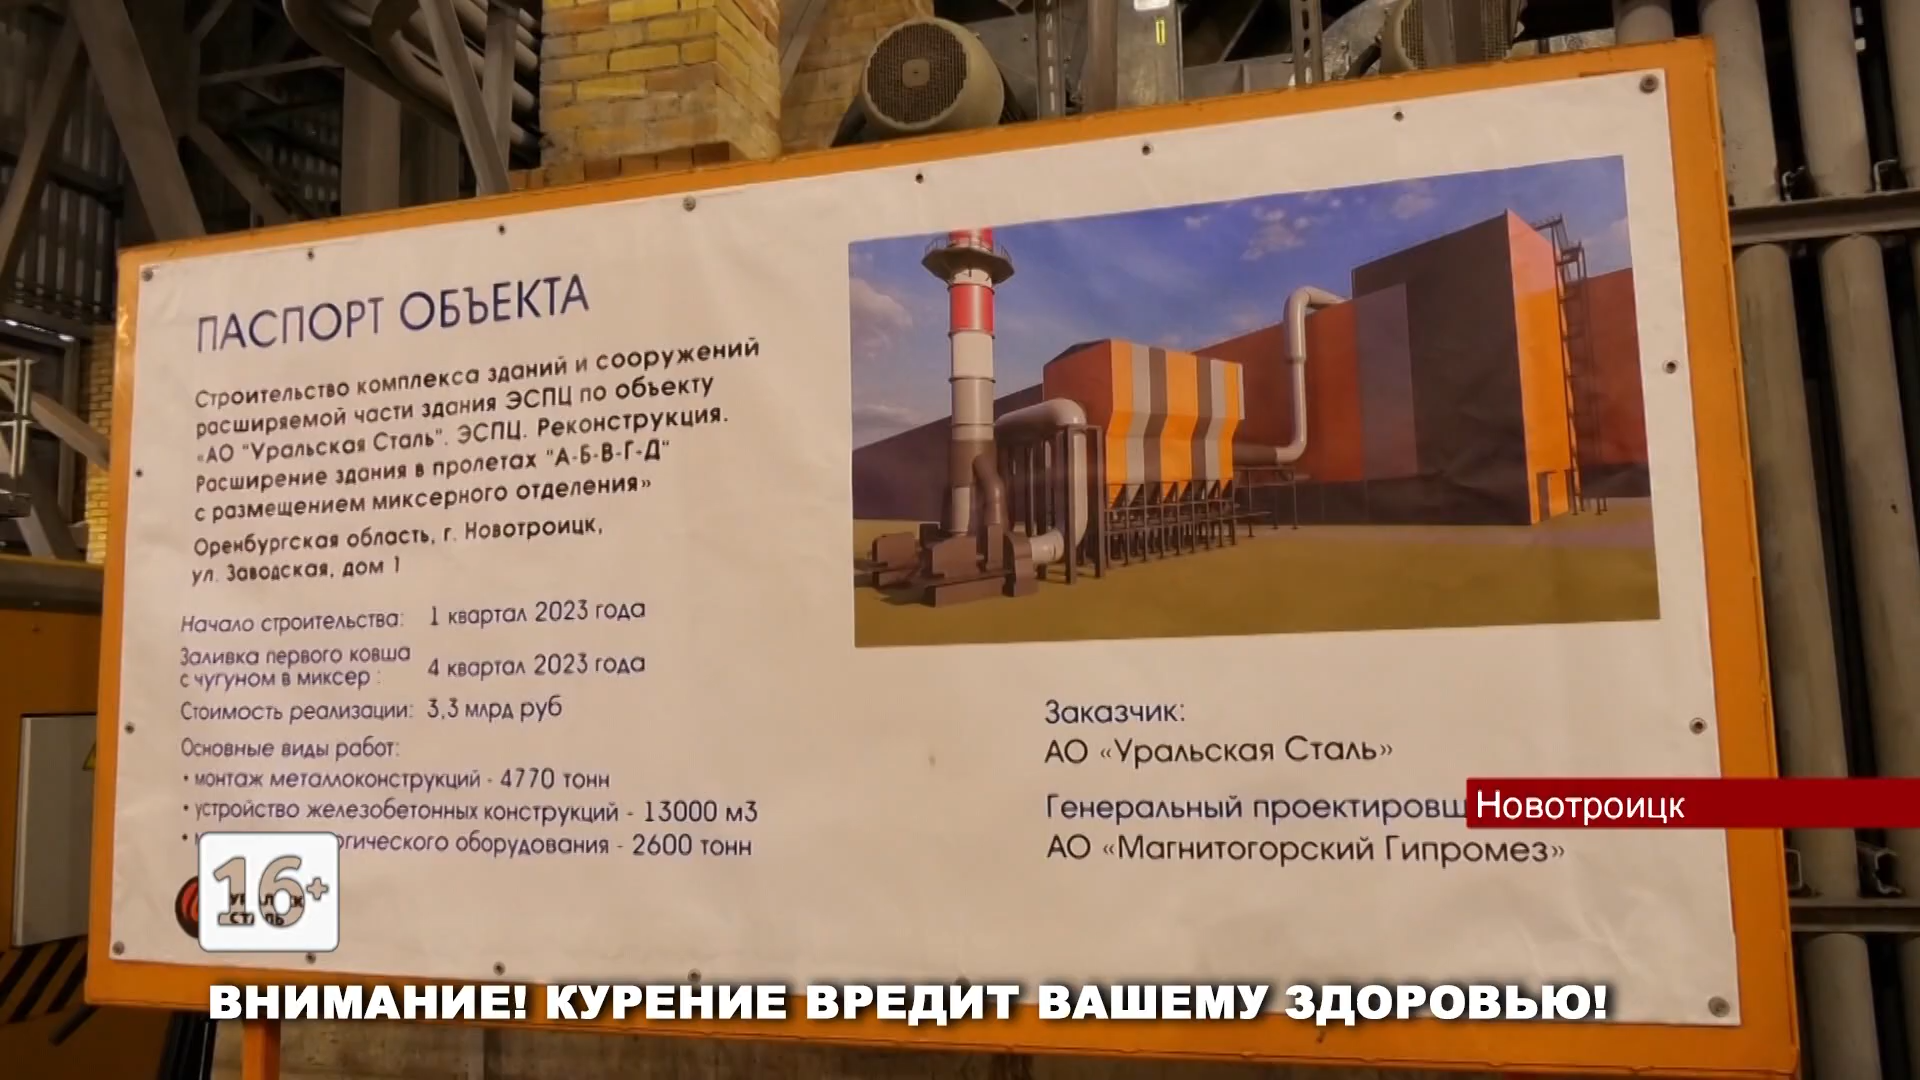 ПАСПОРТ ОБЪЕКТА
Строительство комплекса зданий и сооружений
расширяемой части здания ЭСПЦ по объекту
«АО "Уральская Сталь". ЭСПЦ. Реконструкция.
Расширение здания в пролетах "А-Б-В-Г-Д"
с размещением миксерного отделения»
Оренбургская область, г. Новотроицк,
ул. Заводская, дом 1
Начало строительства: 1 квартал 2023 года
Заливка первого ковша
с чугуном в миксер : 4 квартал 2023 года
Стоимость реализации: 3,3 млрд руб
Основные виды работ:
• монтаж металлоконструкций - 4770 тонн
• устройство железобетонных конструкций - 13000 м3
• оборудования - 2600 тонн
Заказчик:
АО «Уральская Сталь»
Генеральный
АО «Магнитогорский Гипромез»
Новотроицк
16+
СТАЛЬ
ВНИМАНИЕ! КУРЕНИЕ ВРЕДИТ ВАШЕМУ ЗДОРОВЬЮ!